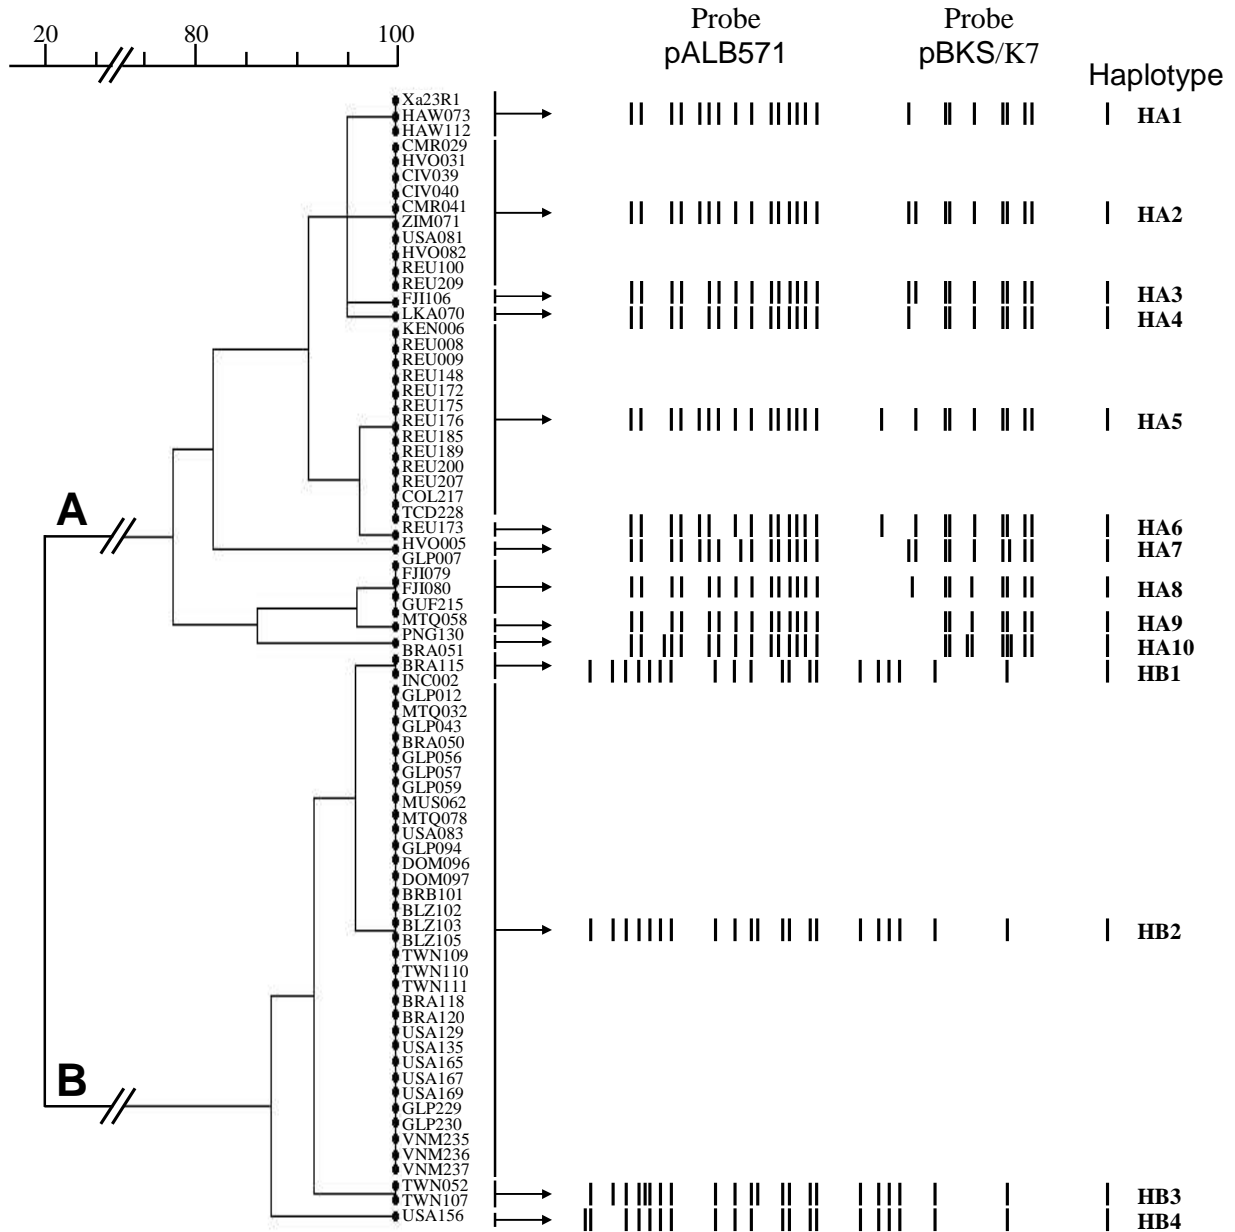 20 80 100
Probe
pALB571
Probe
pBKS/K7
Haplotype
Xa23R1
HAW073
HAW112
CMR029
HVO031
CIV039
CIV040
CMR041
ZIM071
USA081
HVO082
REU100
REU209
FJI106
LKA070
KEN006
REU008
REU009
REU148
REU172
REU175
REU176
REU185
REU189
REU200
REU207
COL217
TCD228
REU173
HVO005
GLP007
FJI079
FJI080
GUF215
MTQ058
PNG130
BRA051
BRA115
INC002
GLP012
MTQ032
GLP043
BRA050
GLP056
GLP057
GLP059
MUS062
MTQ078
USA083
GLP094
DOM096
DOM097
BRB101
BLZ102
BLZ103
BLZ105
TWN109
TWN110
TWN111
BRA118
BRA120
USA129
USA135
USA165
USA167
USA169
GLP229
GLP230
VNM235
VNM236
VNM237
TWN052
TWN107
USA156
A
B
HA1
HA2
HA3
HA4
HA5
HA6
HA7
HA8
HA9
HA10
HB1
HB2
HB3
HB4